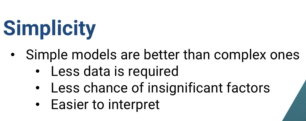 Simplicity
• Simple models are better than complex ones
• Less data is required
• Less chance of insignificant factors
• Easier to interpret